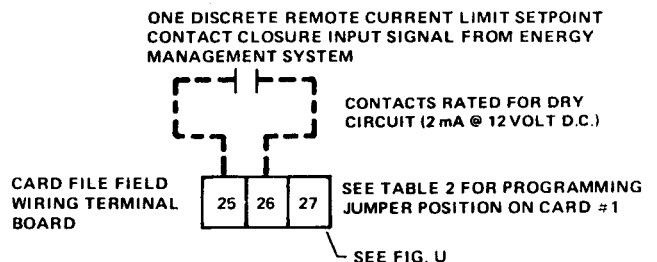 ONE DISCRETE REMOTE CURRENT LIMIT SETPOINT
CONTACT CLOSURE INPUT SIGNAL FROM ENERGY
MANAGEMENT SYSTEM
CONTACTS RATED FOR DRY
CIRCUIT (2 mA @ 12 VOLT D.C.)
CARD FILE FIELD
WIRING TERMINAL
BOARD
25 26 27
SEE TABLE 2 FOR PROGRAMMING
JUMPER POSITION ON CARD #1
SEE FIG. U